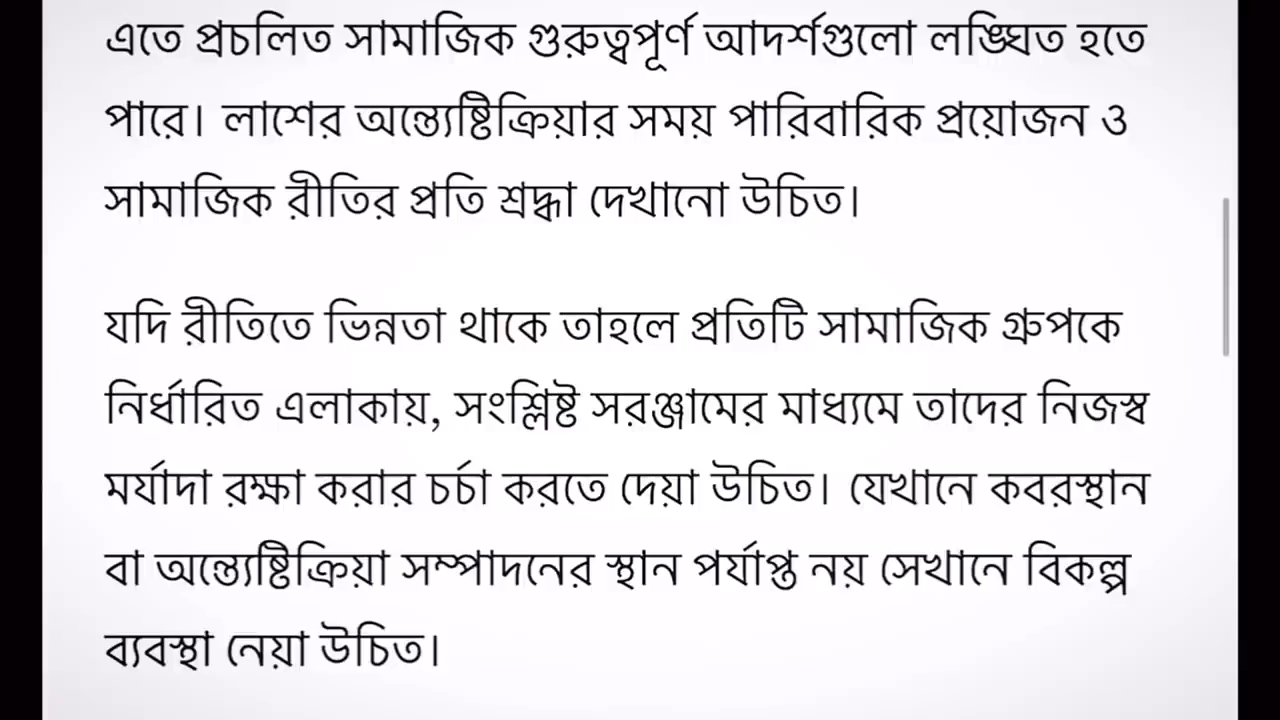 এতে প্রচলিত সামাজিক গুরুত্বপূর্ণ আদর্শগুলো লঙ্ঘিত হতে
পারে। লাশের অন্ত্যেষ্টিক্রিয়ার সময় পারিবারিক প্রয়োজন ও
সামাজিক রীতির প্রতি শ্রদ্ধা দেখানো উচিত।
যদি রীতিতে ভিন্নতা থাকে তাহলে প্রতিটি সামাজিক গ্রুপকে
নির্ধারিত এলাকায়, সংশ্লিষ্ট সরঞ্জামের মাধ্যমে তাদের নিজস্ব
মর্যাদা রক্ষা করার চর্চা করতে দেয়া উচিত। যেখানে কবরস্থান
বা অন্ত্যেষ্টিক্রিয়া সম্পাদনের স্থান পর্যাপ্ত নয় সেখানে বিকল্প
ব্যবস্থা নেয়া উচিত।